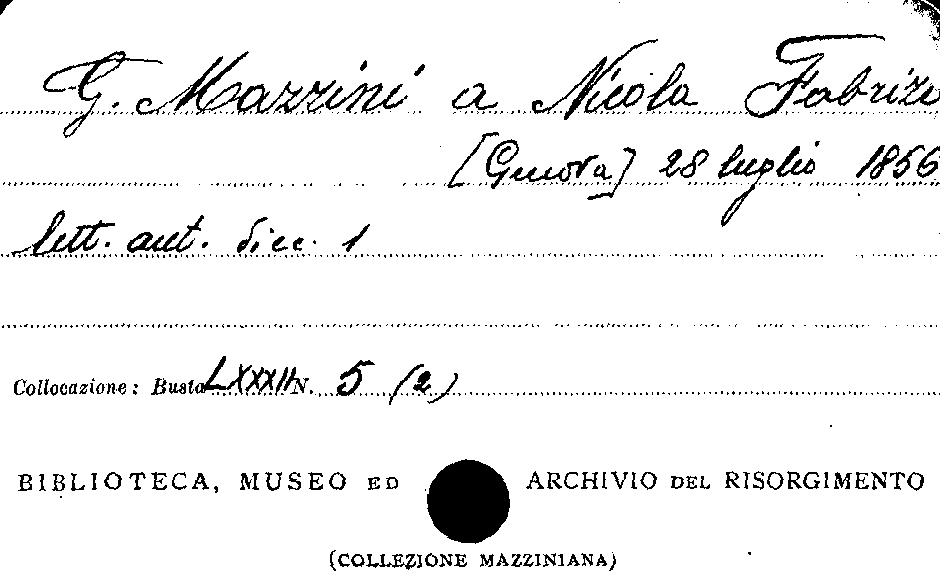 G. Mazzini a Nicola Fabrizi
[Genova] 28 luglio 1856
lett. aut. dice. 1
Collocazione: Busta LXXXII N. 5 (2)
BIBLIOTECA, MUSEO ED ARCHIVIO DEL RISORGIMENTO
(COLLEZIONE MAZZINIANA)